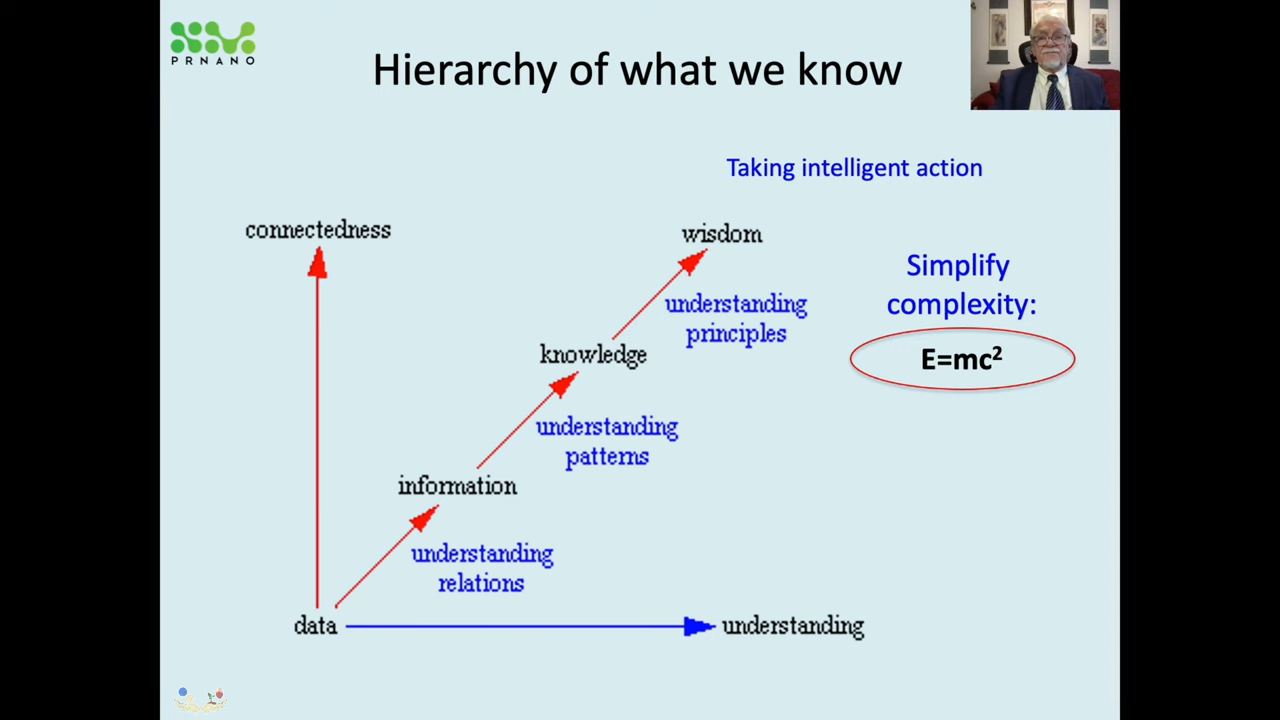 PRNANO
Hierarchy of what we know
Taking intelligent action
connectedness
wisdom
Simplify
complexity:
understanding
principles
E=mc²
knowledge
understanding
patterns
information
understanding
relations
data
understanding